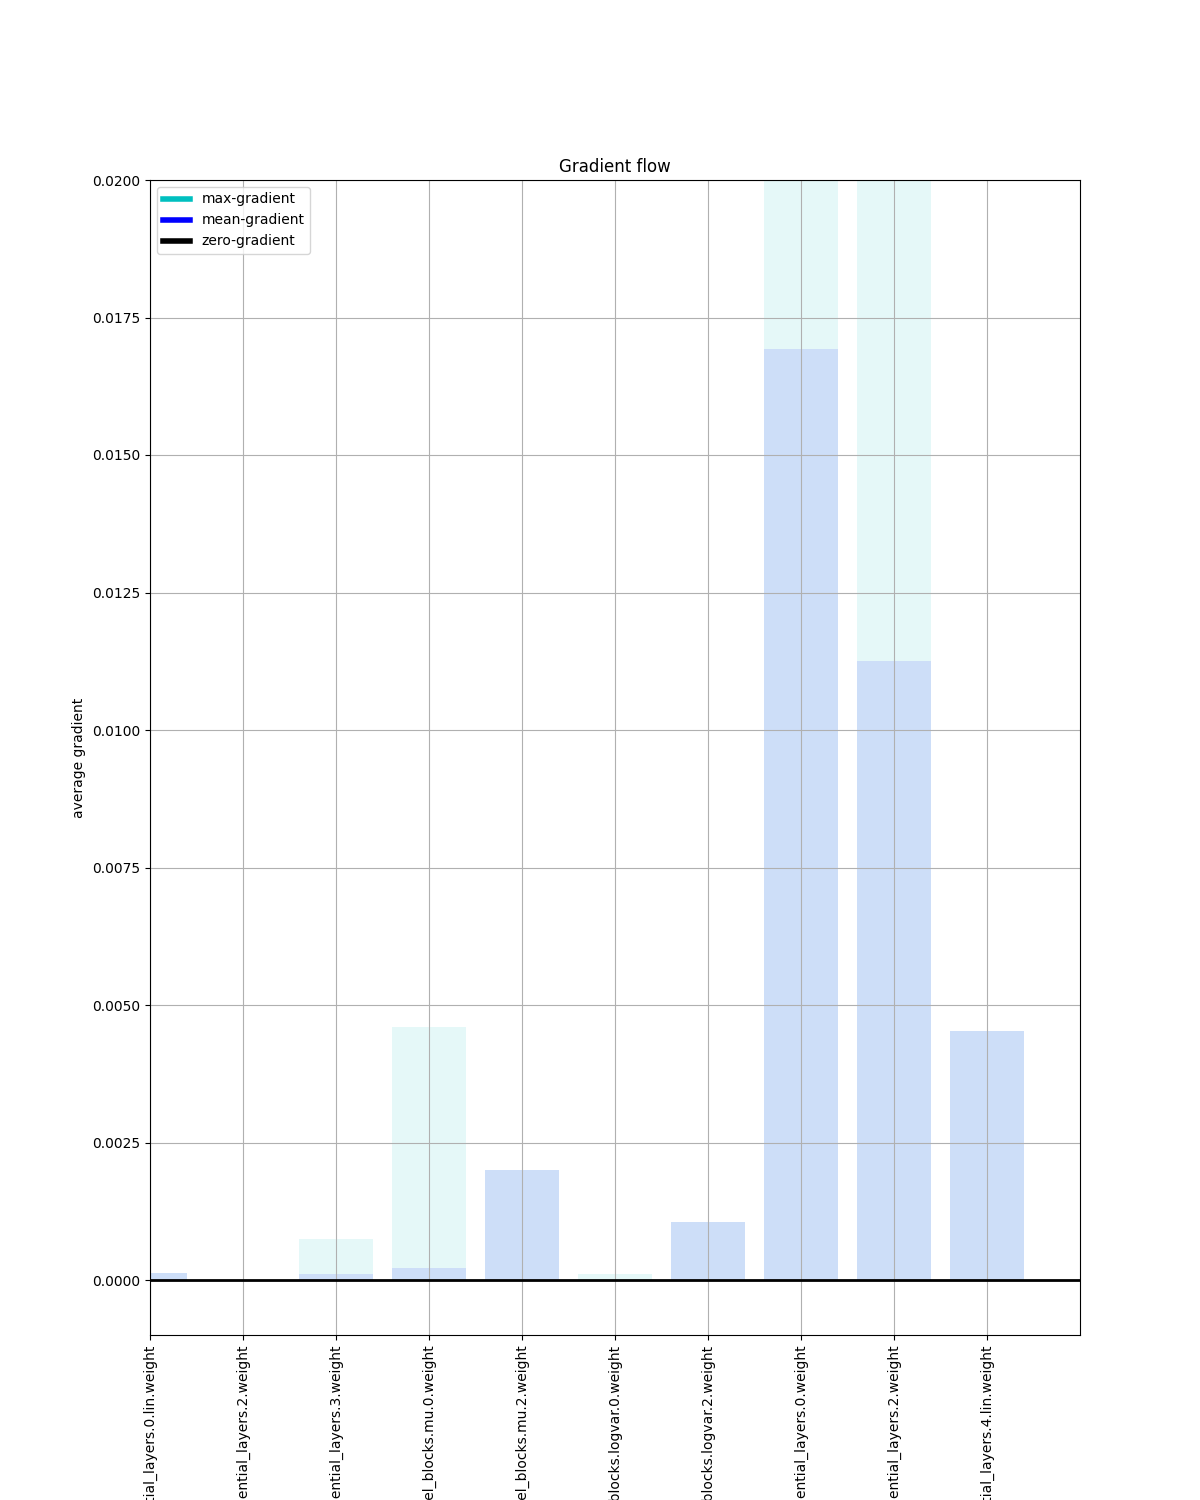 Gradient flow
max-gradient
mean-gradient
zero-gradient
0.0200
0.0175
0.0150
0.0125
0.0100
0.0075
0.0050
0.0025
0.0000
average gradient
tial_layers.0.lin.weight
ential_layers.2.weight
ential_layers.3.weight
el_blocks.mu.0.weight
el_blocks.mu.2.weight
blocks.logvar.0.weight
blocks.logvar.2.weight
ential_layers.0.weight
ential_layers.2.weight
tial_layers.4.lin.weight